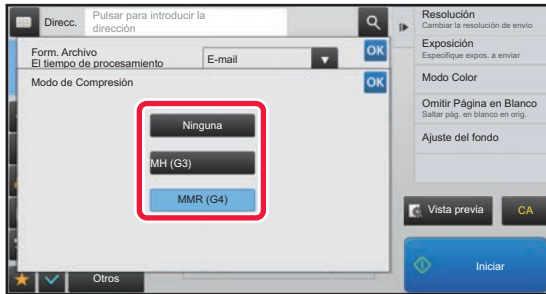 Direcc.
Pulsar para introducir la
dirección
Form. Archivo
El tiempo de procesamiento
E-mail
OK
Modo de Compresión
OK
Ninguna
MH (G3)
MMR (G4)
Otros
Resolución
Cambiar la resolución de envío
Exposición
Especifique expos. a enviar
Modo Color
Omitir Página en Blanco
Saltar pág. en blanco en orig.
Ajuste del fondo
Vista previa
CA
Iniciar